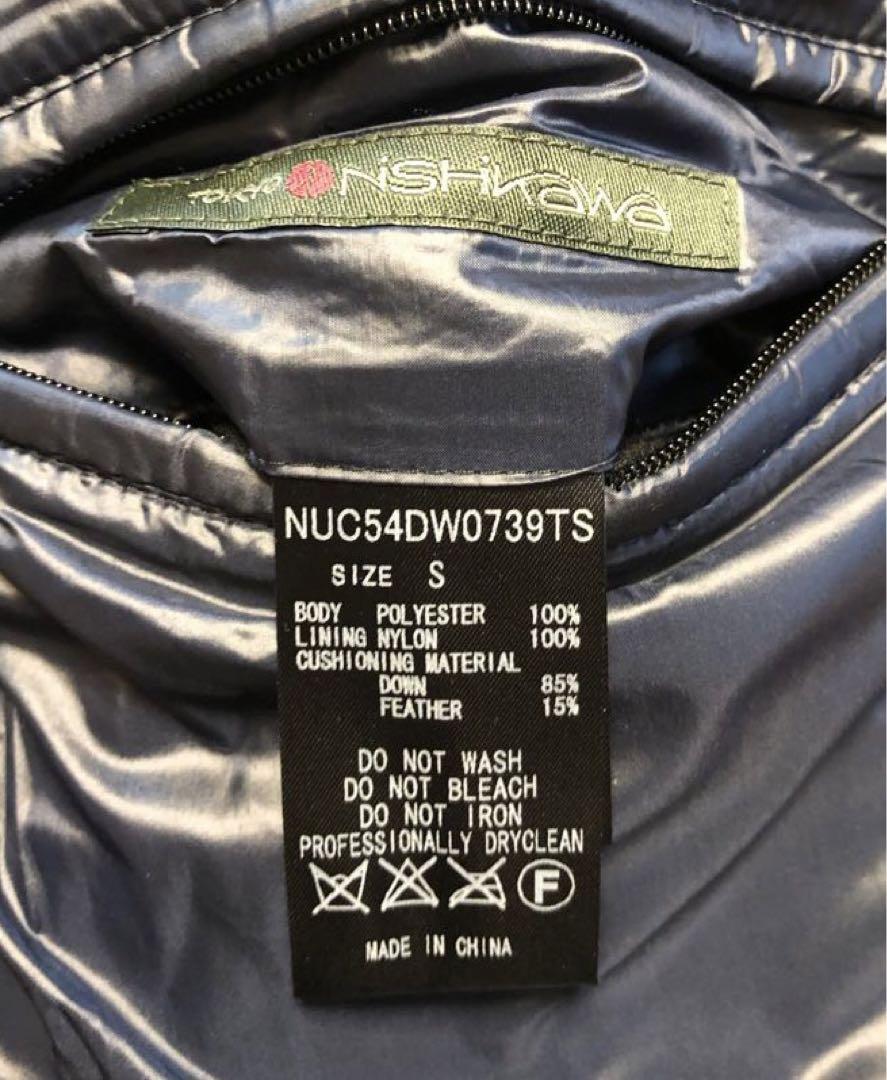 TOKYO NiSHiKaWa
NUC54DW0739TS
SIZE S
BODY POLYESTER 100%
LINING NYLON 100%
CUSHIONING MATERIAL
DOWN 85%
FEATHER 15%
DO NOT WASH
DO NOT BLEACH
DO NOT IRON
PROFESSIONALLY DRYCLEAN
F
MADE IN CHINA